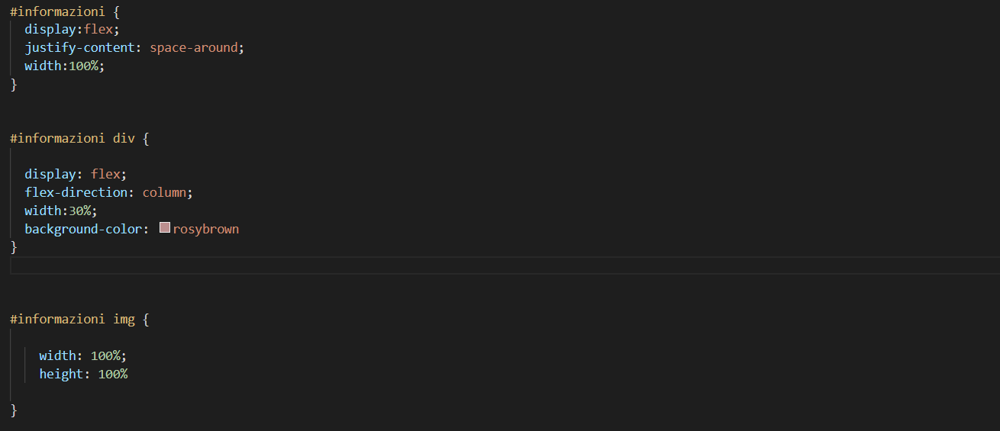 #informazioni {
display:flex;
justify-content: space-around;
width:100%;
}
#informazioni div {
display: flex;
flex-direction: column;
width:30%;
background-color: rosybrown
}
#informazioni img {
width: 100%;
height: 100%
}